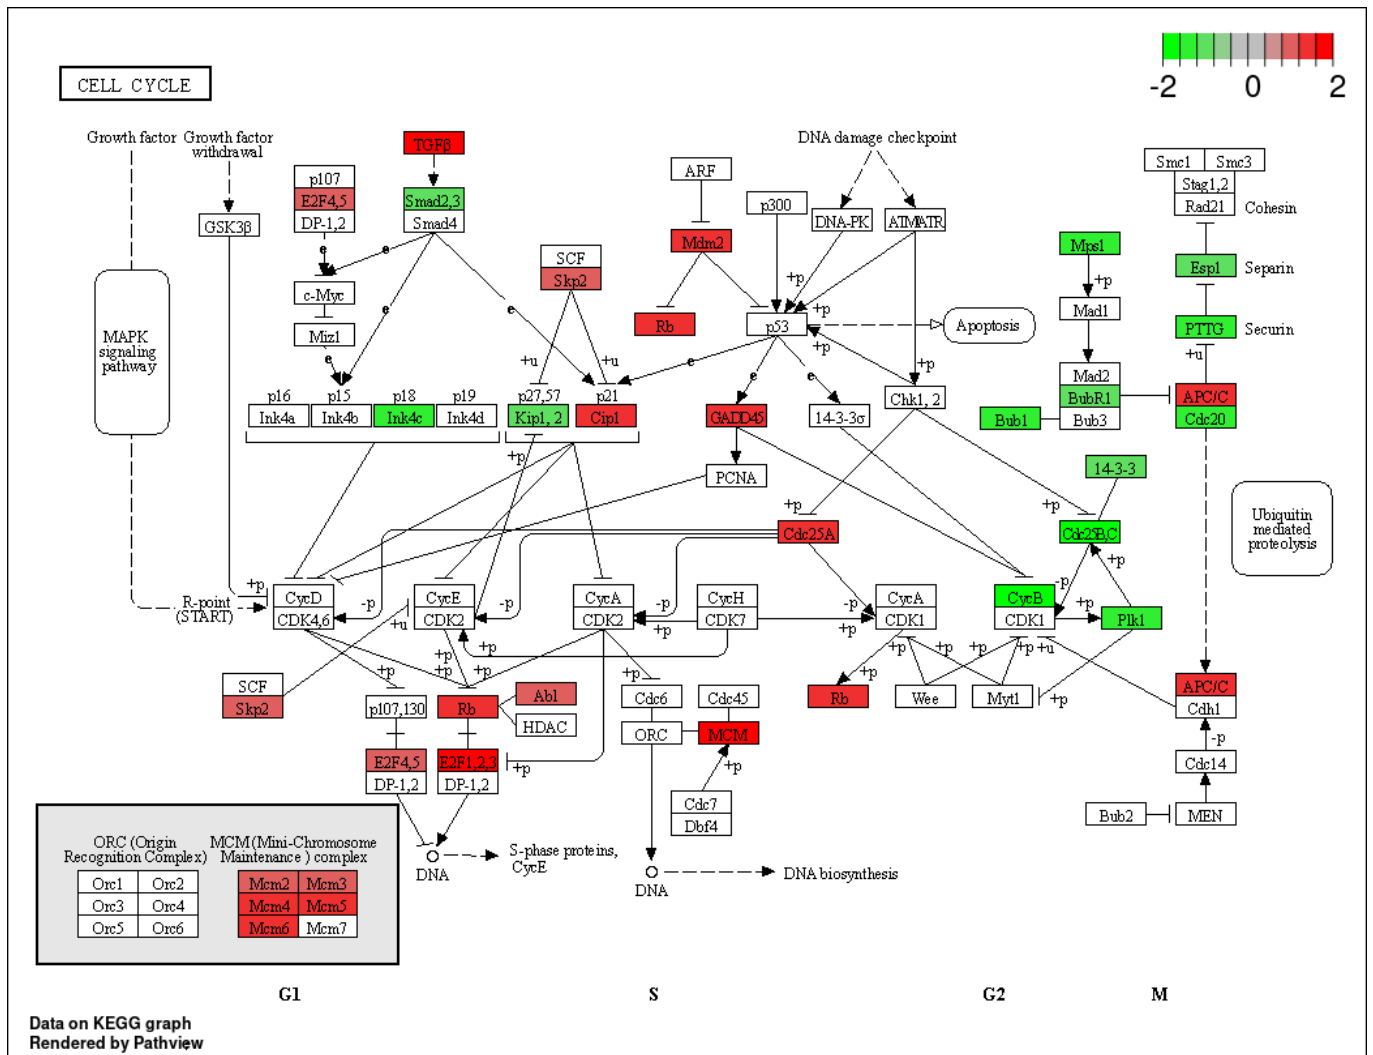 -2 0 2
CELL CYCLE
Growth factor
Growth factor
withdrawal
TGFβ
DNA damage checkpoint
Smc1 Smc3
Stag1,2
Rad21
Cohesin
p107
E2F4,5
DP-1,2
Smad2,3
Smad4
ARF
p300
DNA-PK
ATM/ATR
GSK3β
Mdm2
Mps1
Esp1
Separin
SCF
Skp2
e
e
+p
+p
c-Myc
e
e
Rb
p53
+p
+p
Apoptosis
Mad1
PTTG
Securin
MAPK
signaling
pathway
Miz1
e
+u
+u
e
e
+p
+u
Mad2
BubR1
Bub3
Bub1
APC/C
Cdc20
p16
Ink4a
p15
Ink4b
p18
Ink4c
p19
Ink4d
p27,57
Kip1, 2
p21
Cip1
GADD45
14-3-3σ
Chk1, 2
+p
PCNA
14-3-3
+p
+p
Cdc25A
Cdc25B,C
+p
Ubiquitin
mediated
proteolysis
R-point
(START)
+p
CycD
CDK4,6
-p
CycE
CDK2
-p
CycA
CDK2
-p
+p
CycH
CDK7
-p
+p
CycA
CDK1
CycB
CDK1
-p
+p
Plk1
+u
+p
+p
+p
+p
+p
+p
+p
+p
+p
+u
+p
SCF
Skp2
p107,130
Rb
Abl
HDAC
Cdc6
Cdc45
ORC
MCM
Rb
Wee
Myt1
APC/C
Cdh1
-p
E2F4,5
DP-1,2
E2F1,2,3
DP-1,2
+p
+p
Cdc7
Dbf4
Cdc14
Bub2
MEN
DNA
S-phase proteins,
CycE
DNA
DNA biosynthesis
ORC (Origin
Recognition Complex)
MCM (Mini-Chromosome
Maintenance ) complex
Orc1 Orc2
Orc3 Orc4
Orc5 Orc6
Mcm2 Mcm3
Mcm4 Mcm5
Mcm6 Mcm7
G1 S G2 M
Data on KEGG graph
Rendered by Pathview